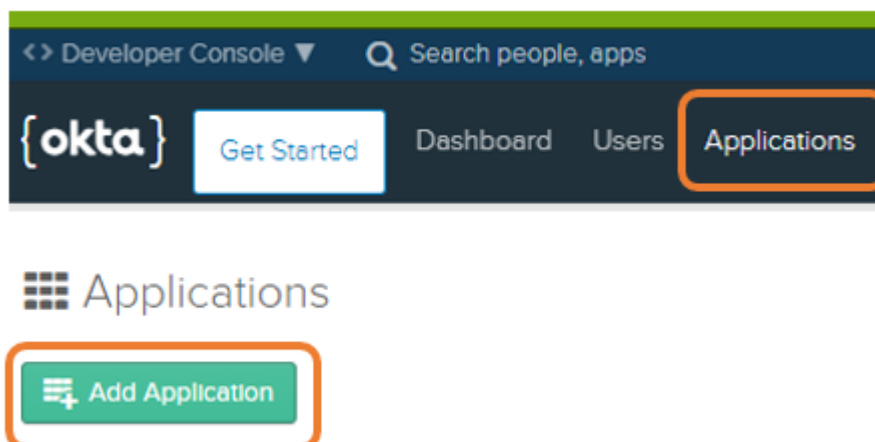 <> Developer Console ▼ Search people, apps
{okta} Get Started Dashboard Users Applications
Applications
Add Application